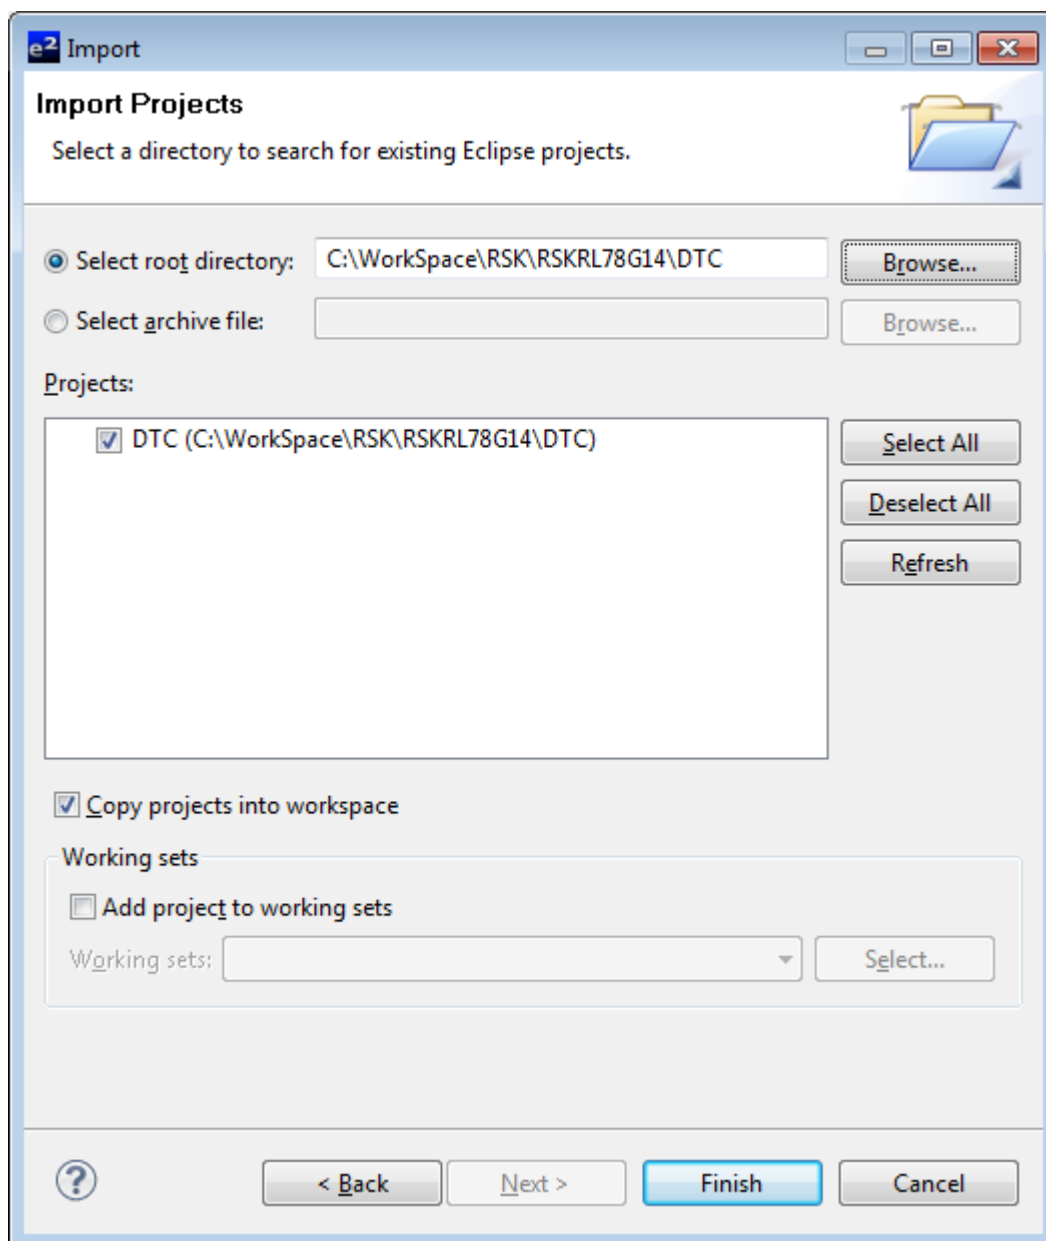 e² Import
Import Projects
Select a directory to search for existing Eclipse projects.
Select root directory: C:\WorkSpace\RSK\RSKRL78G14\DTC Browse...
Select archive file: Browse...
Projects:
DTC (C:\WorkSpace\RSK\RSKRL78G14\DTC) Select All
Deselect All
Refresh
Copy projects into workspace
Working sets
Add project to working sets
Working sets: Select...
? < Back Next > Finish Cancel